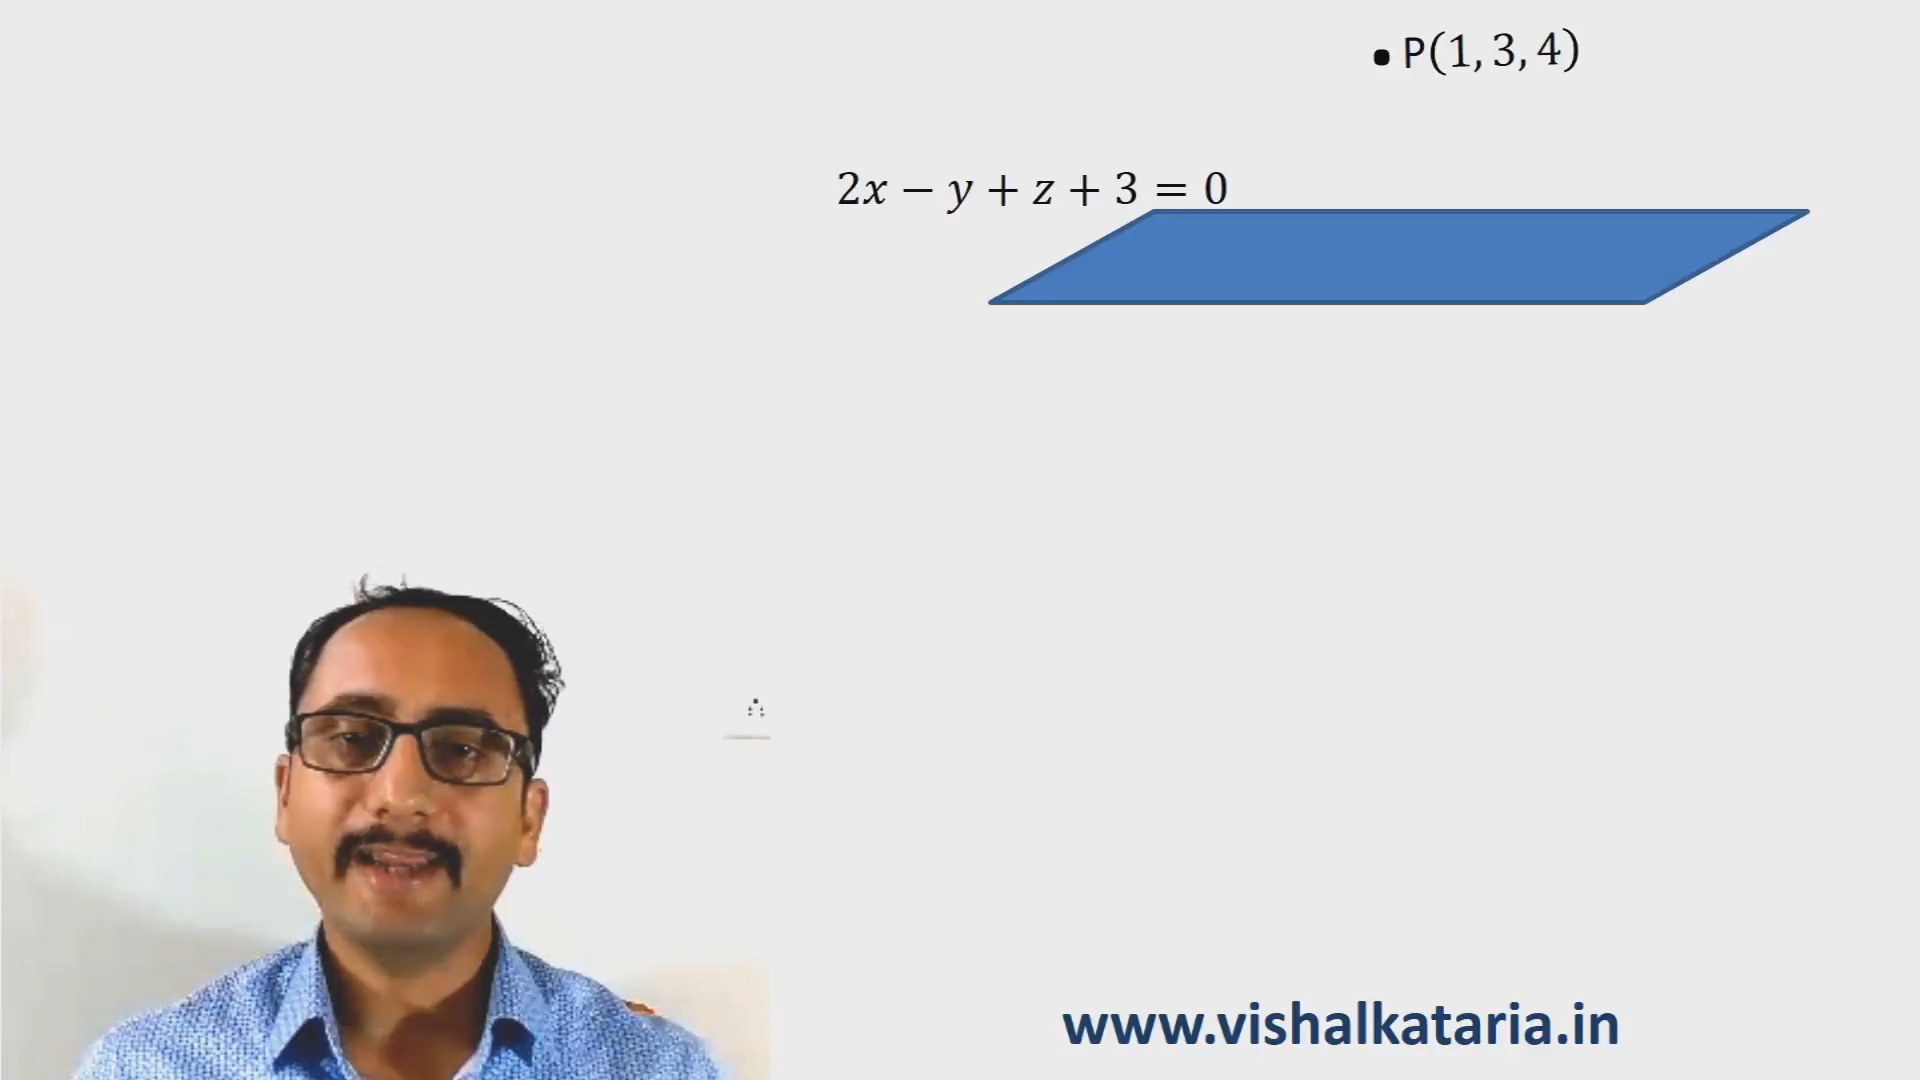 P(1, 3, 4)
2x − y + z + 3 = 0
www.vishalkataria.in